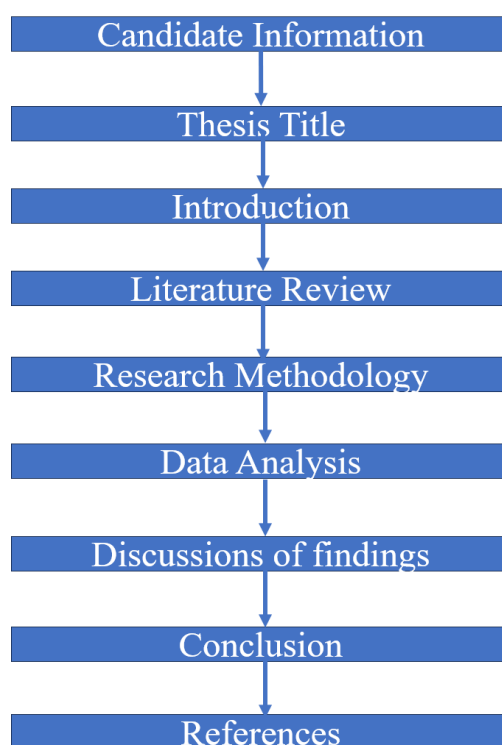 Candidate Information
Thesis Title
Introduction
Literature Review
Research Methodology
Data Analysis
Discussions of findings
Conclusion
References